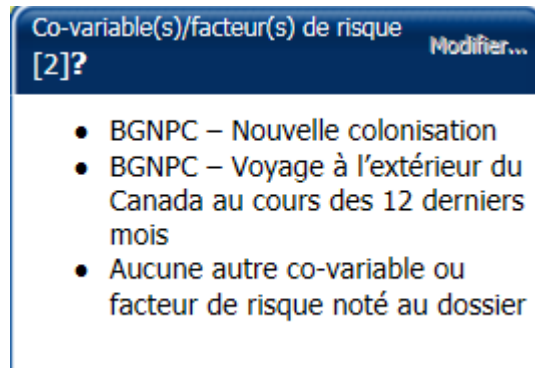 Co-variable(s)/facteur(s) de risque
Modifier...
[2]?
● BGNPC – Nouvelle colonisation
● BGNPC – Voyage à l’extérieur du
Canada au cours des 12 derniers
mois
● Aucune autre co-variable ou
facteur de risque noté au dossier